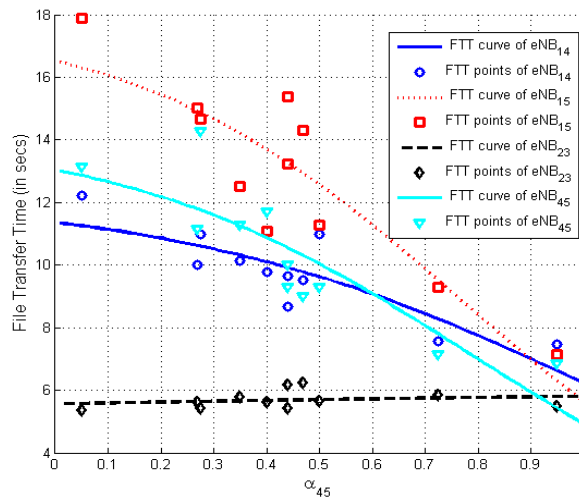 18
16
14
12
10
8
6
4
File Transfer Time (in secs)
0 0.1 0.2 0.3 0.4 0.5 0.6 0.7 0.8 0.9
α45
FTT curve of eNB14
FTT points of eNB14
FTT curve of eNB15
FTT points of eNB15
FTT curve of eNB23
FTT points of eNB23
FTT curve of eNB45
FTT points of eNB45